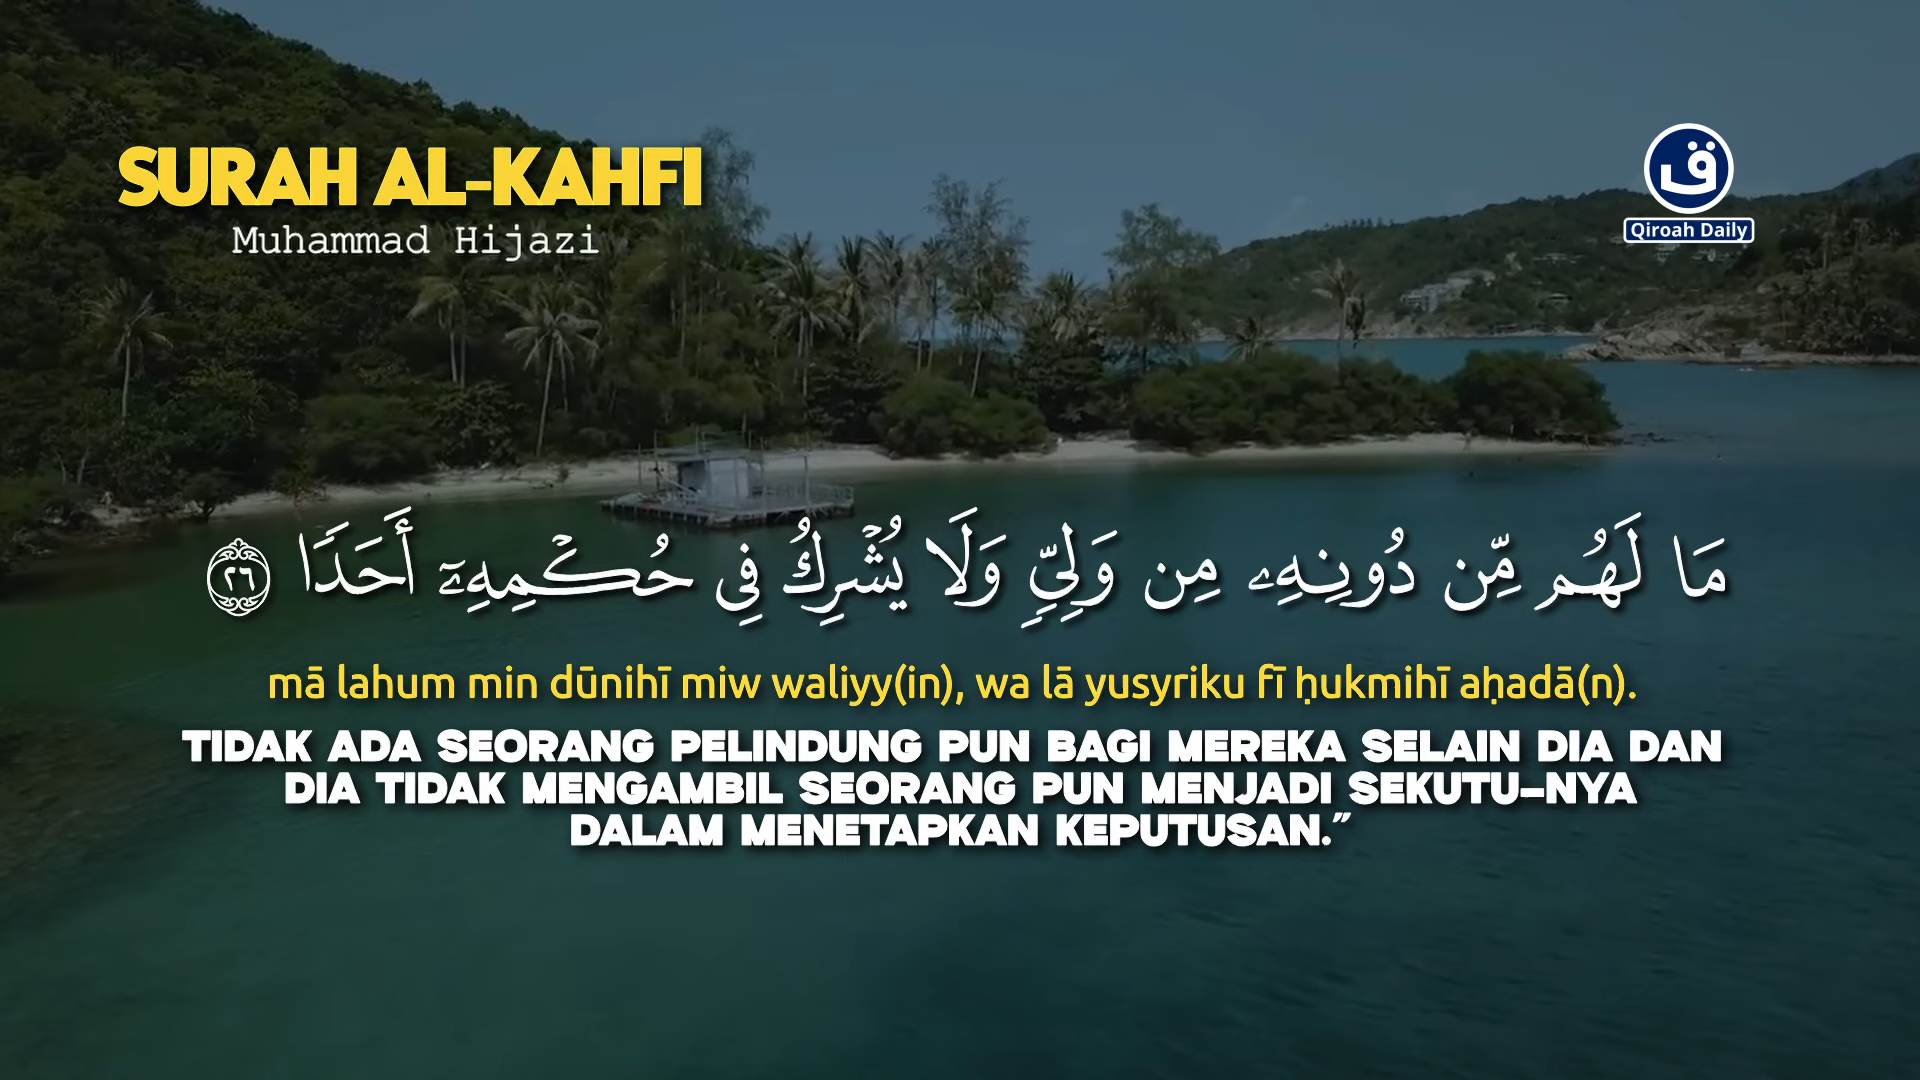 SURAH AL-KAHFI
Muhammad Hijazi
ق
Qiroah Daily
مَا لَهُم مِّن دُونِهِۦ مِن وَلِيٍّ وَلَا يُشْرِكُ فِي حُكْمِهِۦٓ أَحَدًا ٢٦
mā lahum min dūnihī miw waliyy(in), wa lā yusyriku fī ḥukmihī aḥadā(n).
TIDAK ADA SEORANG PELINDUNG PUN BAGI MEREKA SELAIN DIA DAN
DIA TIDAK MENGAMBIL SEORANG PUN MENJADI SEKUTU-NYA
DALAM MENETAPKAN KEPUTUSAN.”